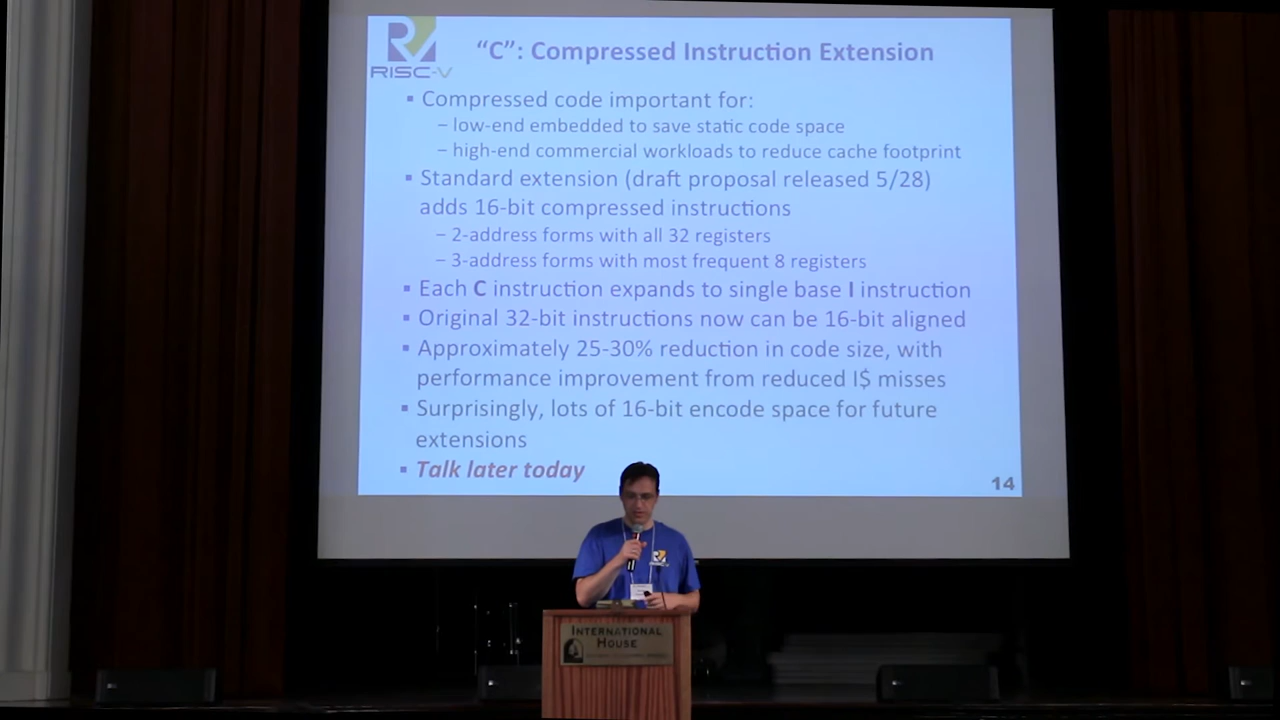 RISC-V
“C”: Compressed Instruction Extension
▪ Compressed code important for:
– low-end embedded to save static code space
– high-end commercial workloads to reduce cache footprint
▪ Standard extension (draft proposal released 5/28)
adds 16-bit compressed instructions
– 2-address forms with all 32 registers
– 3-address forms with most frequent 8 registers
▪ Each C instruction expands to single base I instruction
▪ Original 32-bit instructions now can be 16-bit aligned
▪ Approximately 25-30% reduction in code size, with
performance improvement from reduced I$ misses
▪ Surprisingly, lots of 16-bit encode space for future
extensions
▪ Talk later today
14
RISC-V
INTERNATIONAL
HOUSE